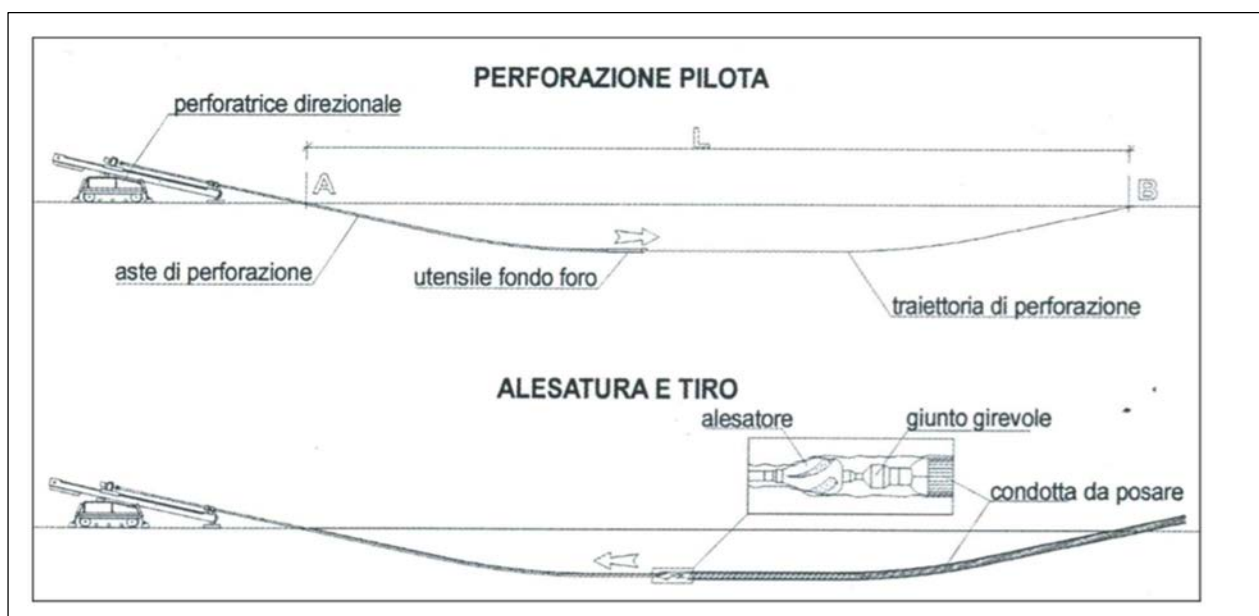 PERFORAZIONE PILOTA
perforatrice direzionale
L
A
B
aste di perforazione
utensile fondo foro
traiettoria di perforazione
ALESATURA E TIRO
alesatore
giunto girevole
condotta da posare